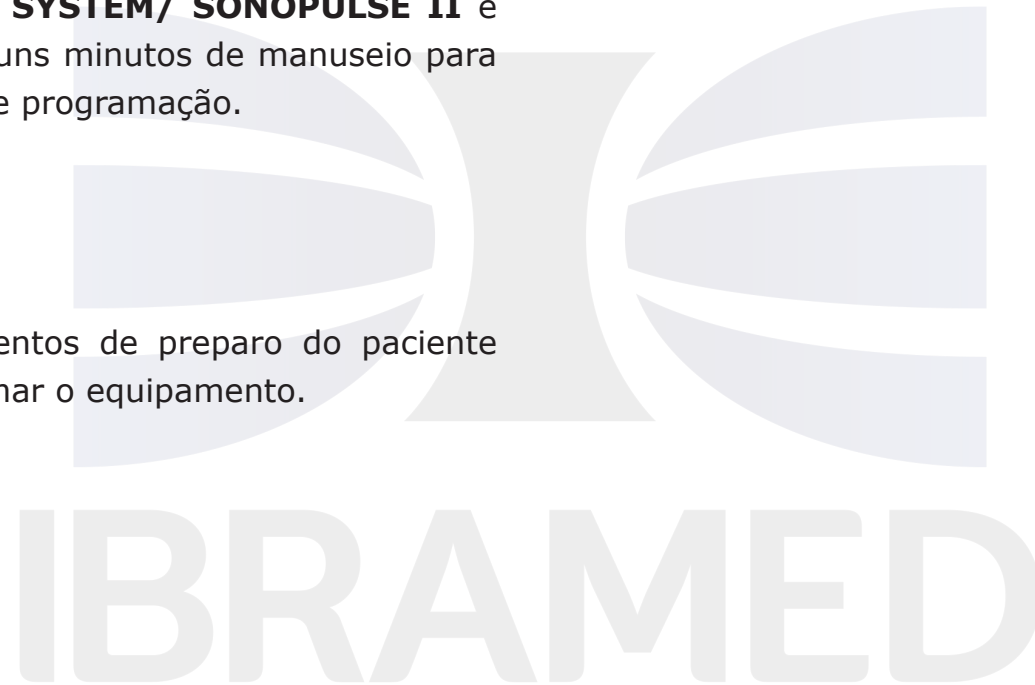 SYSTEM/ SONOPULSE II é
uns minutos de manuseio para
e programação.
entos de preparo do paciente
nar o equipamento.
IBRAMED